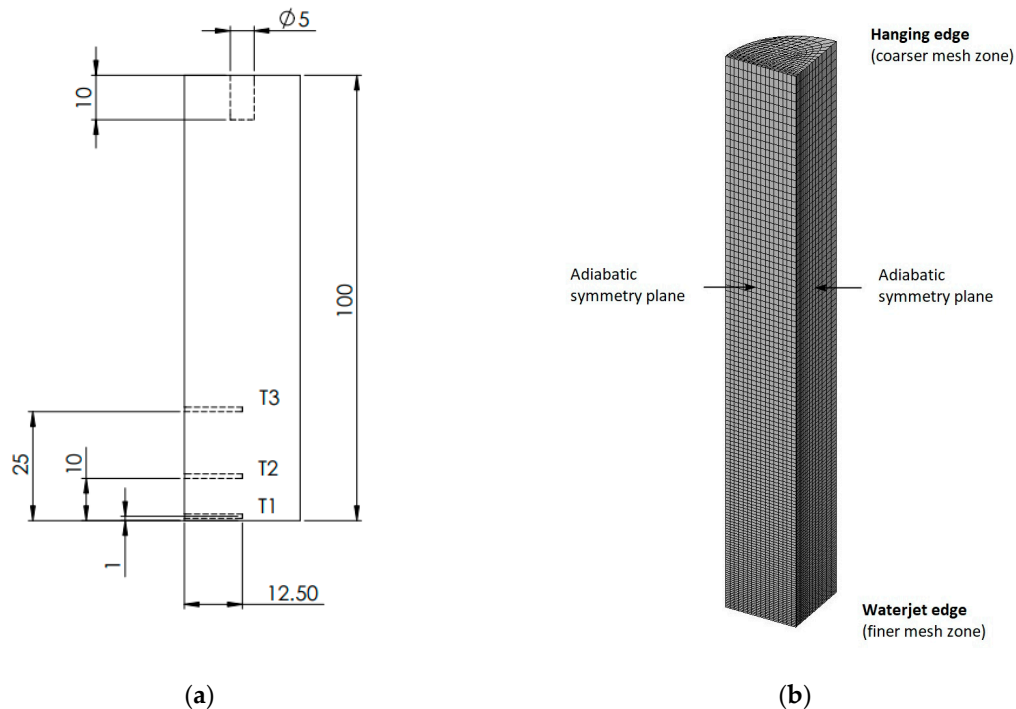 Ø5
10
100
T3
25
10
T2
T1
1
12.50
(a)
Hanging edge
(coarser mesh zone)
Adiabatic
symmetry plane
Adiabatic
symmetry plane
Waterjet edge
(finer mesh zone)
(b)